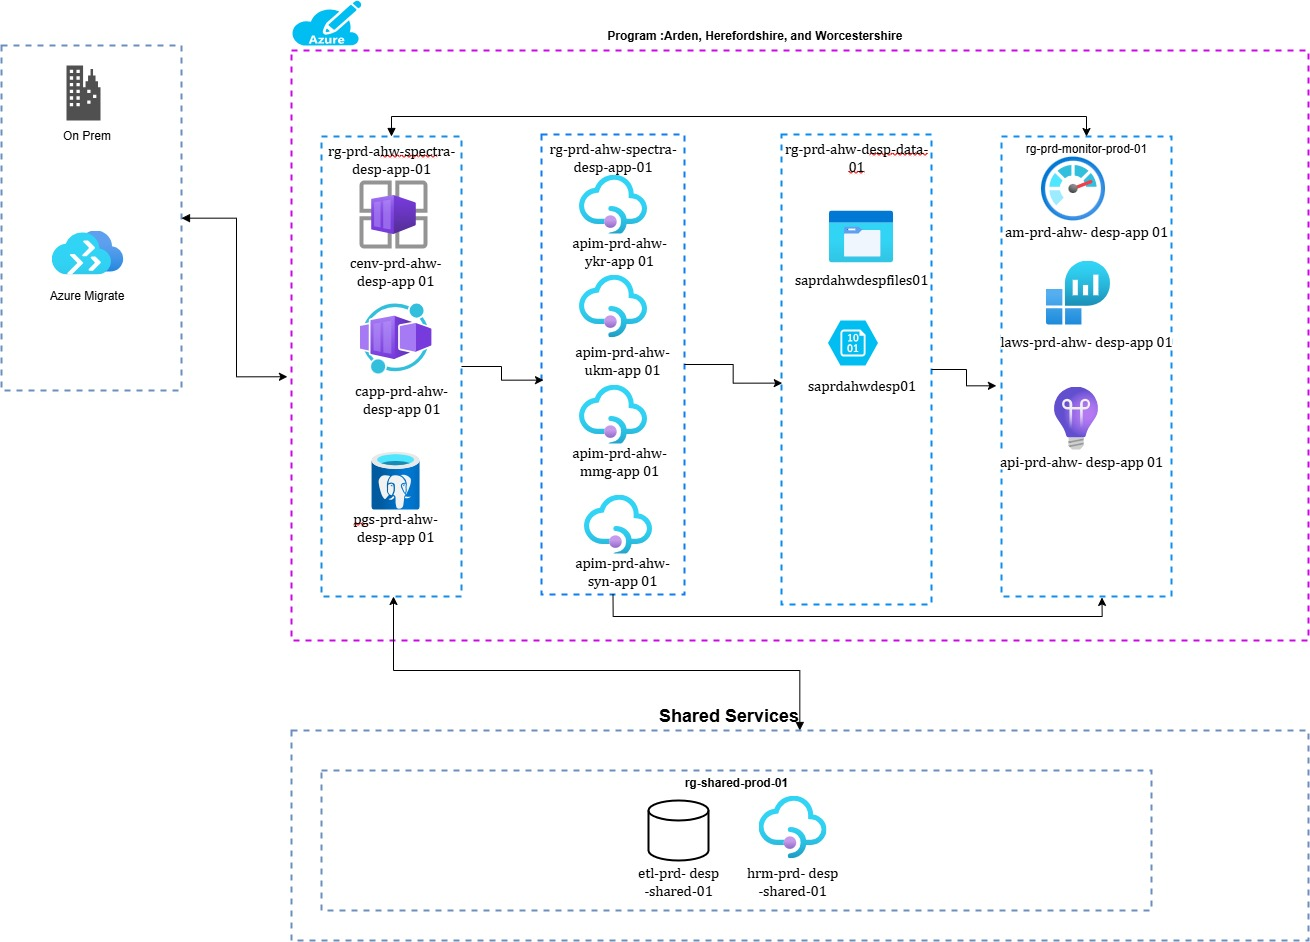 Azure
Program :Arden, Herefordshire, and Worcestershire
On Prem
Azure Migrate
rg-prd-ahw-spectra-
desp-app-01
cenv-prd-ahw-
desp-app 01
capp-prd-ahw-
desp-app 01
pgs-prd-ahw-
desp-app 01
rg-prd-ahw-spectra-
desp-app-01
apim-prd-ahw-
ykr-app 01
apim-prd-ahw-
ukm-app 01
apim-prd-ahw-
mmg-app 01
apim-prd-ahw-
syn-app 01
rg-prd-ahw-desp-data-
01
saprdahwdespfiles01
10
01
saprdahwdesp01
rg-prd-monitor-prod-01
am-prd-ahw- desp-app 01
laws-prd-ahw- desp-app 01
api-prd-ahw- desp-app 01
Shared Services
rg-shared-prod-01
etl-prd- desp
-shared-01
hrm-prd- desp
-shared-01